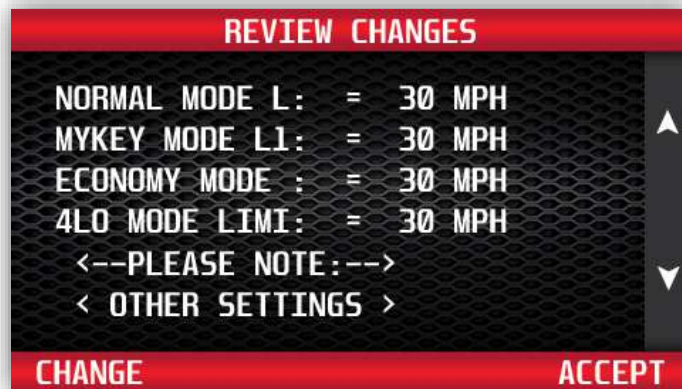 REVIEW CHANGES
NORMAL MODE L: = 30 MPH
MYKEY MODE L1: = 30 MPH
ECONOMY MODE : = 30 MPH
4LO MODE LIMI: = 30 MPH
<--PLEASE NOTE:-->
< OTHER SETTINGS >
CHANGE ACCEPT